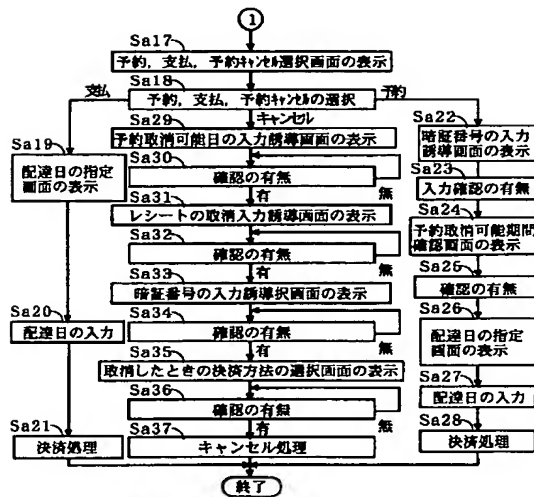 1
Sa17
予約,支払,予約キャンセル選択画面の表示
Sa18
支払
予約,支払,予約キャンセルの選択
予約
キャンセル
Sa19
配達日の指定
画面の表示
Sa20
配達日の入力
Sa21
決済処理
Sa29
予約取消可能日の入力誘導画面の表示
Sa30
確認の有無
有
無
Sa31
レシートの取消入力誘導画面の表示
Sa32
確認の有無
有
無
Sa33
暗証番号の入力誘導択画面の表示
Sa34
確認の有無
有
無
Sa35
取消したときの決済方法の選択画面の表示
Sa36
確認の有無
有
無
Sa37
キャンセル処理
Sa22
暗証番号の入力
誘導画面の表示
Sa23
入力確認の有無
Sa24
予約取消可能期間
確認画面の表示
Sa25
確認の有無
Sa26
配達日の指定
画面の表示
Sa27
配達日の入力
Sa28
決済処理
終了